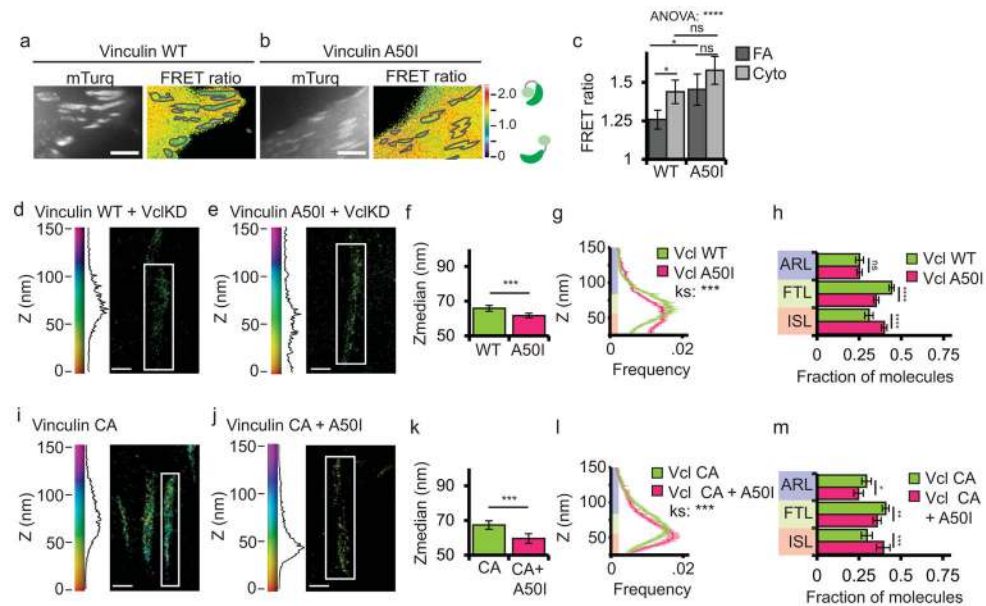 a
Vinculin WT
mTurq FRET ratio
b
Vinculin A50I
mTurq FRET ratio
2.0
1.0
0
c
ANOVA: ****
ns
*
ns
*
FA
Cyto
FRET ratio
1.5
1.25
1
WT A50I
d Vinculin WT + VclKD
Z (nm)
150
100
50
0
e Vinculin A50I + VclKD
150
100
50
0
f
Zmedian (nm)
90
70
50
***
WT A50I
g
Z (nm)
150
100
50
0
Vcl WT
Vcl A50I
ks: ***
.02
Frequency
h
Vcl WT
Vcl A50I
ARL
FTL
ISL
ns
****
****
0 0.25 0.5 0.75
Fraction of molecules
i Vinculin CA
Z (nm)
150
100
50
0
j Vinculin CA + A50I
150
100
50
0
k
Zmedian (nm)
90
70
50
***
CA CA+
A50I
l
Z (nm)
150
100
50
0
Vcl CA
Vcl CA + A50I
ks: ***
.02
Frequency
m
Vcl CA
Vcl CA
+ A50I
ARL
FTL
ISL
*
**
***
0 0.25 0.5 0.75
Fraction of molecules